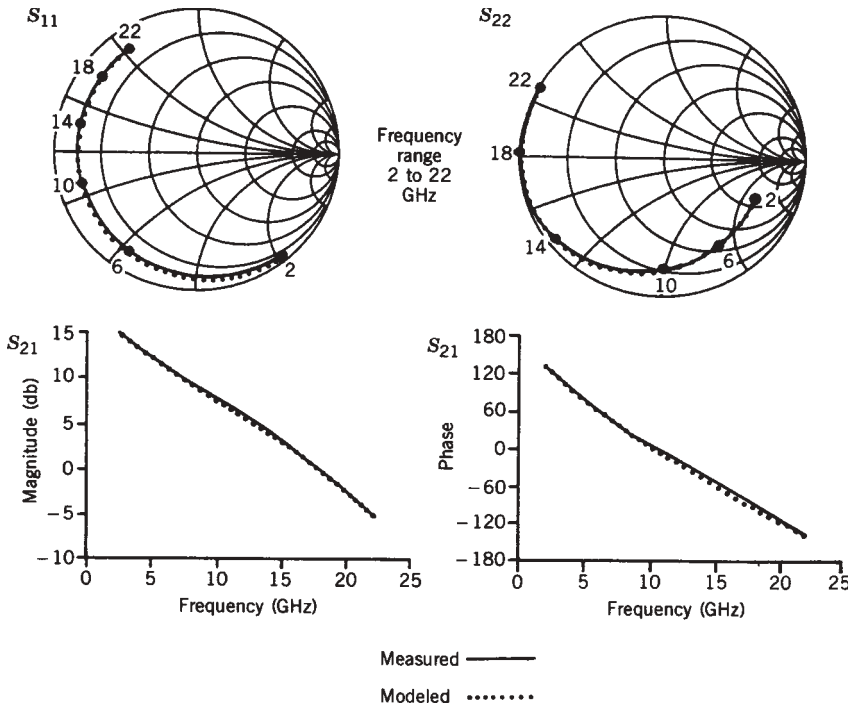 S11
22
18
14
10
6
2
Frequency
range
2 to 22
GHz
S22
22
18
14
10
6
2
S21
Magnitude (db)
15
10
5
0
−5
−10
0 5 10 15 20 25
Frequency (GHz)
S21
Phase
180
120
60
0
−60
−120
−180
0 5 10 15 20 25
Frequency (GHz)
Measured
Modeled